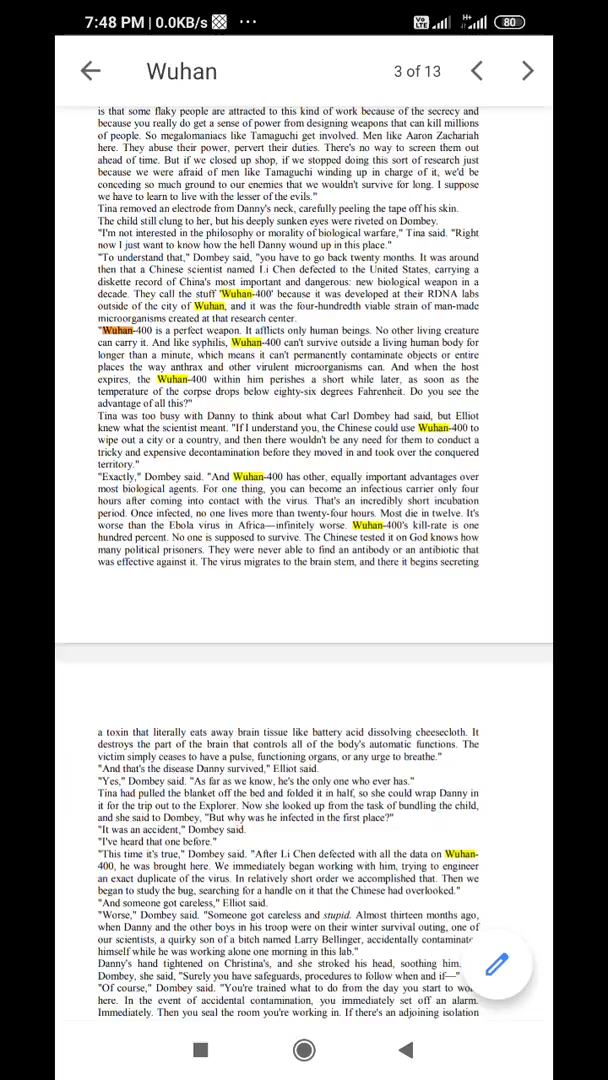 7:48 PM | 0.0KB/s ...
Vo LTE H+ 80
Wuhan 3 of 13
is that some flaky people are attracted to this kind of work because of the secrecy and
because you really do get a sense of power from designing weapons that can kill millions
of people. So megalomaniacs like Tamaguchi get involved. Men like Aaron Zachariah
here. They abuse their power, pervert their duties. There's no way to screen them out
ahead of time. But if we closed up shop, if we stopped doing this sort of research just
because we were afraid of men like Tamaguchi winding up in charge of it, we'd be
conceding so much ground to our enemies that we wouldn't survive for long. I suppose
we have to learn to live with the lesser of the evils."
Tina removed an electrode from Danny's neck, carefully peeling the tape off his skin.
The child still clung to her, but his deeply sunken eyes were riveted on Dombey.
"I'm not interested in the philosophy or morality of biological warfare," Tina said. "Right
now I just want to know how the hell Danny wound up in this place."
"To understand that," Dombey said, "you have to go back twenty months. It was around
then that a Chinese scientist named Li Chen defected to the United States, carrying a
diskette record of China's most important and dangerous: new biological weapon in a
decade. They call the stuff 'Wuhan-400' because it was developed at their RDNA labs
outside of the city of Wuhan, and it was the four-hundredth viable strain of man-made
microorganisms created at that research center.
"Wuhan-400 is a perfect weapon. It afflicts only human beings. No other living creature
can carry it. And like syphilis, Wuhan-400 can't survive outside a living human body for
longer than a minute, which means it can't permanently contaminate objects or entire
places the way anthrax and other virulent microorganisms can. And when the host
expires, the Wuhan-400 within him perishes a short while later, as soon as the
temperature of the corpse drops below eighty-six degrees Fahrenheit. Do you see the
advantage of all this?"
Tina was too busy with Danny to think about what Carl Dombey had said, but Elliot
knew what the scientist meant. "If I understand you, the Chinese could use Wuhan-400 to
wipe out a city or a country, and then there wouldn't be any need for them to conduct a
tricky and expensive decontamination before they moved in and took over the conquered
territory."
"Exactly," Dombey said. "And Wuhan-400 has other, equally important advantages over
most biological agents. For one thing, you can become an infectious carrier only four
hours after coming into contact with the virus. That's an incredibly short incubation
period. Once infected, no one lives more than twenty-four hours. Most die in twelve. It's
worse than the Ebola virus in Africa—infinitely worse. Wuhan-400's kill-rate is one
hundred percent. No one is supposed to survive. The Chinese tested it on God knows how
many political prisoners. They were never able to find an antibody or an antibiotic that
was effective against it. The virus migrates to the brain stem, and there it begins secreting
a toxin that literally eats away brain tissue like battery acid dissolving cheesecloth. It
destroys the part of the brain that controls all of the body's automatic functions. The
victim simply ceases to have a pulse, functioning organs, or any urge to breathe."
"And that's the disease Danny survived," Elliot said.
"Yes," Dombey said. "As far as we know, he's the only one who ever has."
Tina had pulled the blanket off the bed and folded it in half, so she could wrap Danny in
it for the trip out to the Explorer. Now she looked up from the task of bundling the child,
and she said to Dombey, "But why was he infected in the first place?"
"It was an accident," Dombey said.
"I've heard that one before."
"This time it's true," Dombey said. "After Li Chen defected with all the data on Wuhan-
400, he was brought here. We immediately began working with him, trying to engineer
an exact duplicate of the virus. In relatively short order we accomplished that. Then we
began to study the bug, searching for a handle on it that the Chinese had overlooked."
"And someone got careless," Elliot said.
"Worse," Dombey said. "Someone got careless and stupid. Almost thirteen months ago,
when Danny and the other boys in his troop were on their winter survival outing, one of
our scientists, a quirky son of a bitch named Larry Bellinger, accidentally contaminate
himself while he was working alone one morning in this lab."
Danny's hand tightened on Christina's, and she stroked his head, soothing him.
Dombey, she said, "Surely you have safeguards, procedures to follow when and if—"
"Of course," Dombey said. "You're trained what to do from the day you start to wo
here. In the event of accidental contamination, you immediately set off an alarm.
Immediately. Then you seal the room you're working in. If there's an adjoining isolation